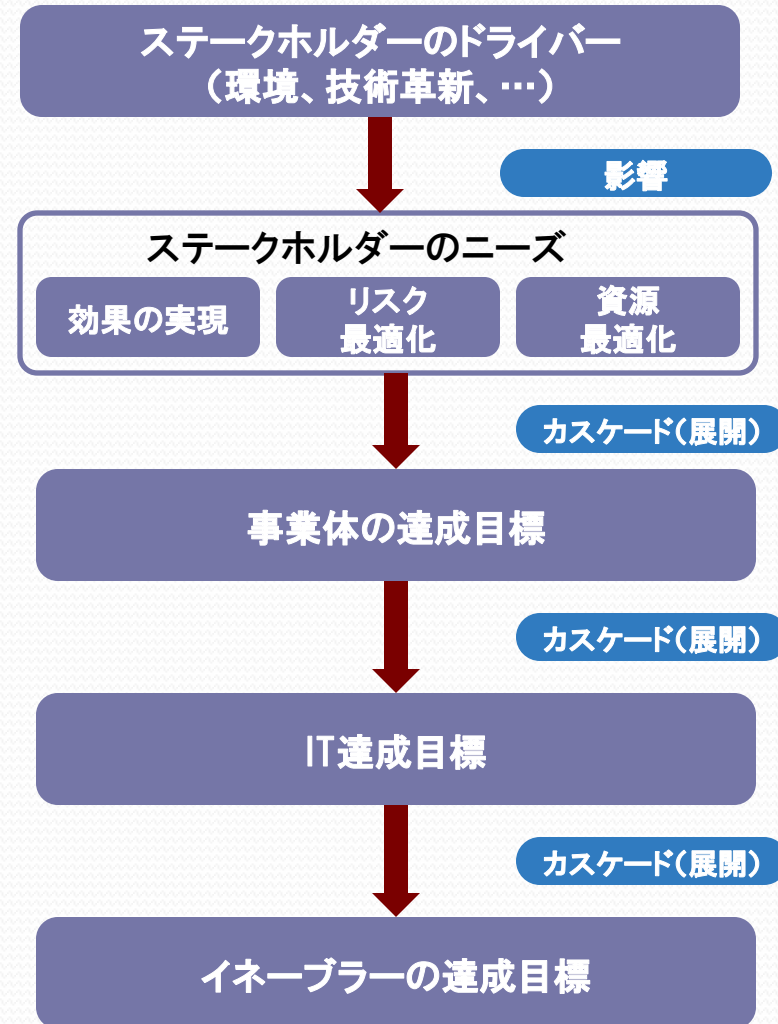 ステークホルダーのドライバー
（環境、技術革新、…）
影響
ステークホルダーのニーズ
効果の実現
リスク
最適化
資源
最適化
カスケード（展開）
事業体の達成目標
カスケード（展開）
IT達成目標
カスケード（展開）
イネーブラーの達成目標